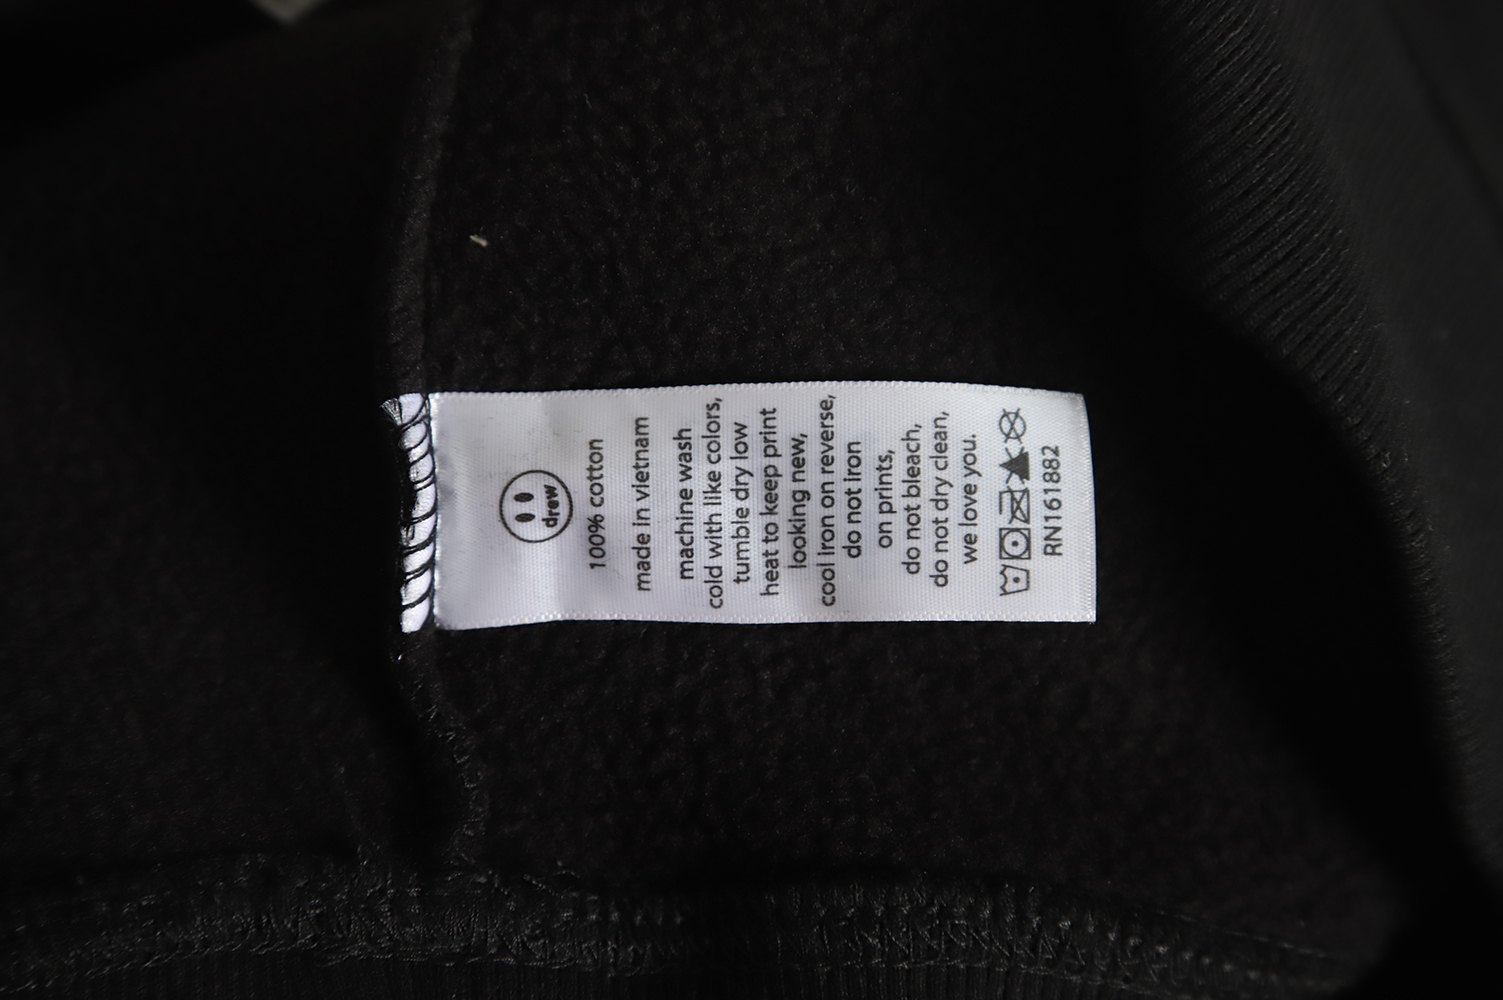 drew
100% cotton
made in vietnam
machine wash
cold with like colors,
tumble dry low
heat to keep print
looking new,
cool iron on reverse,
do not iron
on prints,
do not bleach,
do not dry clean,
we love you.
RN161882